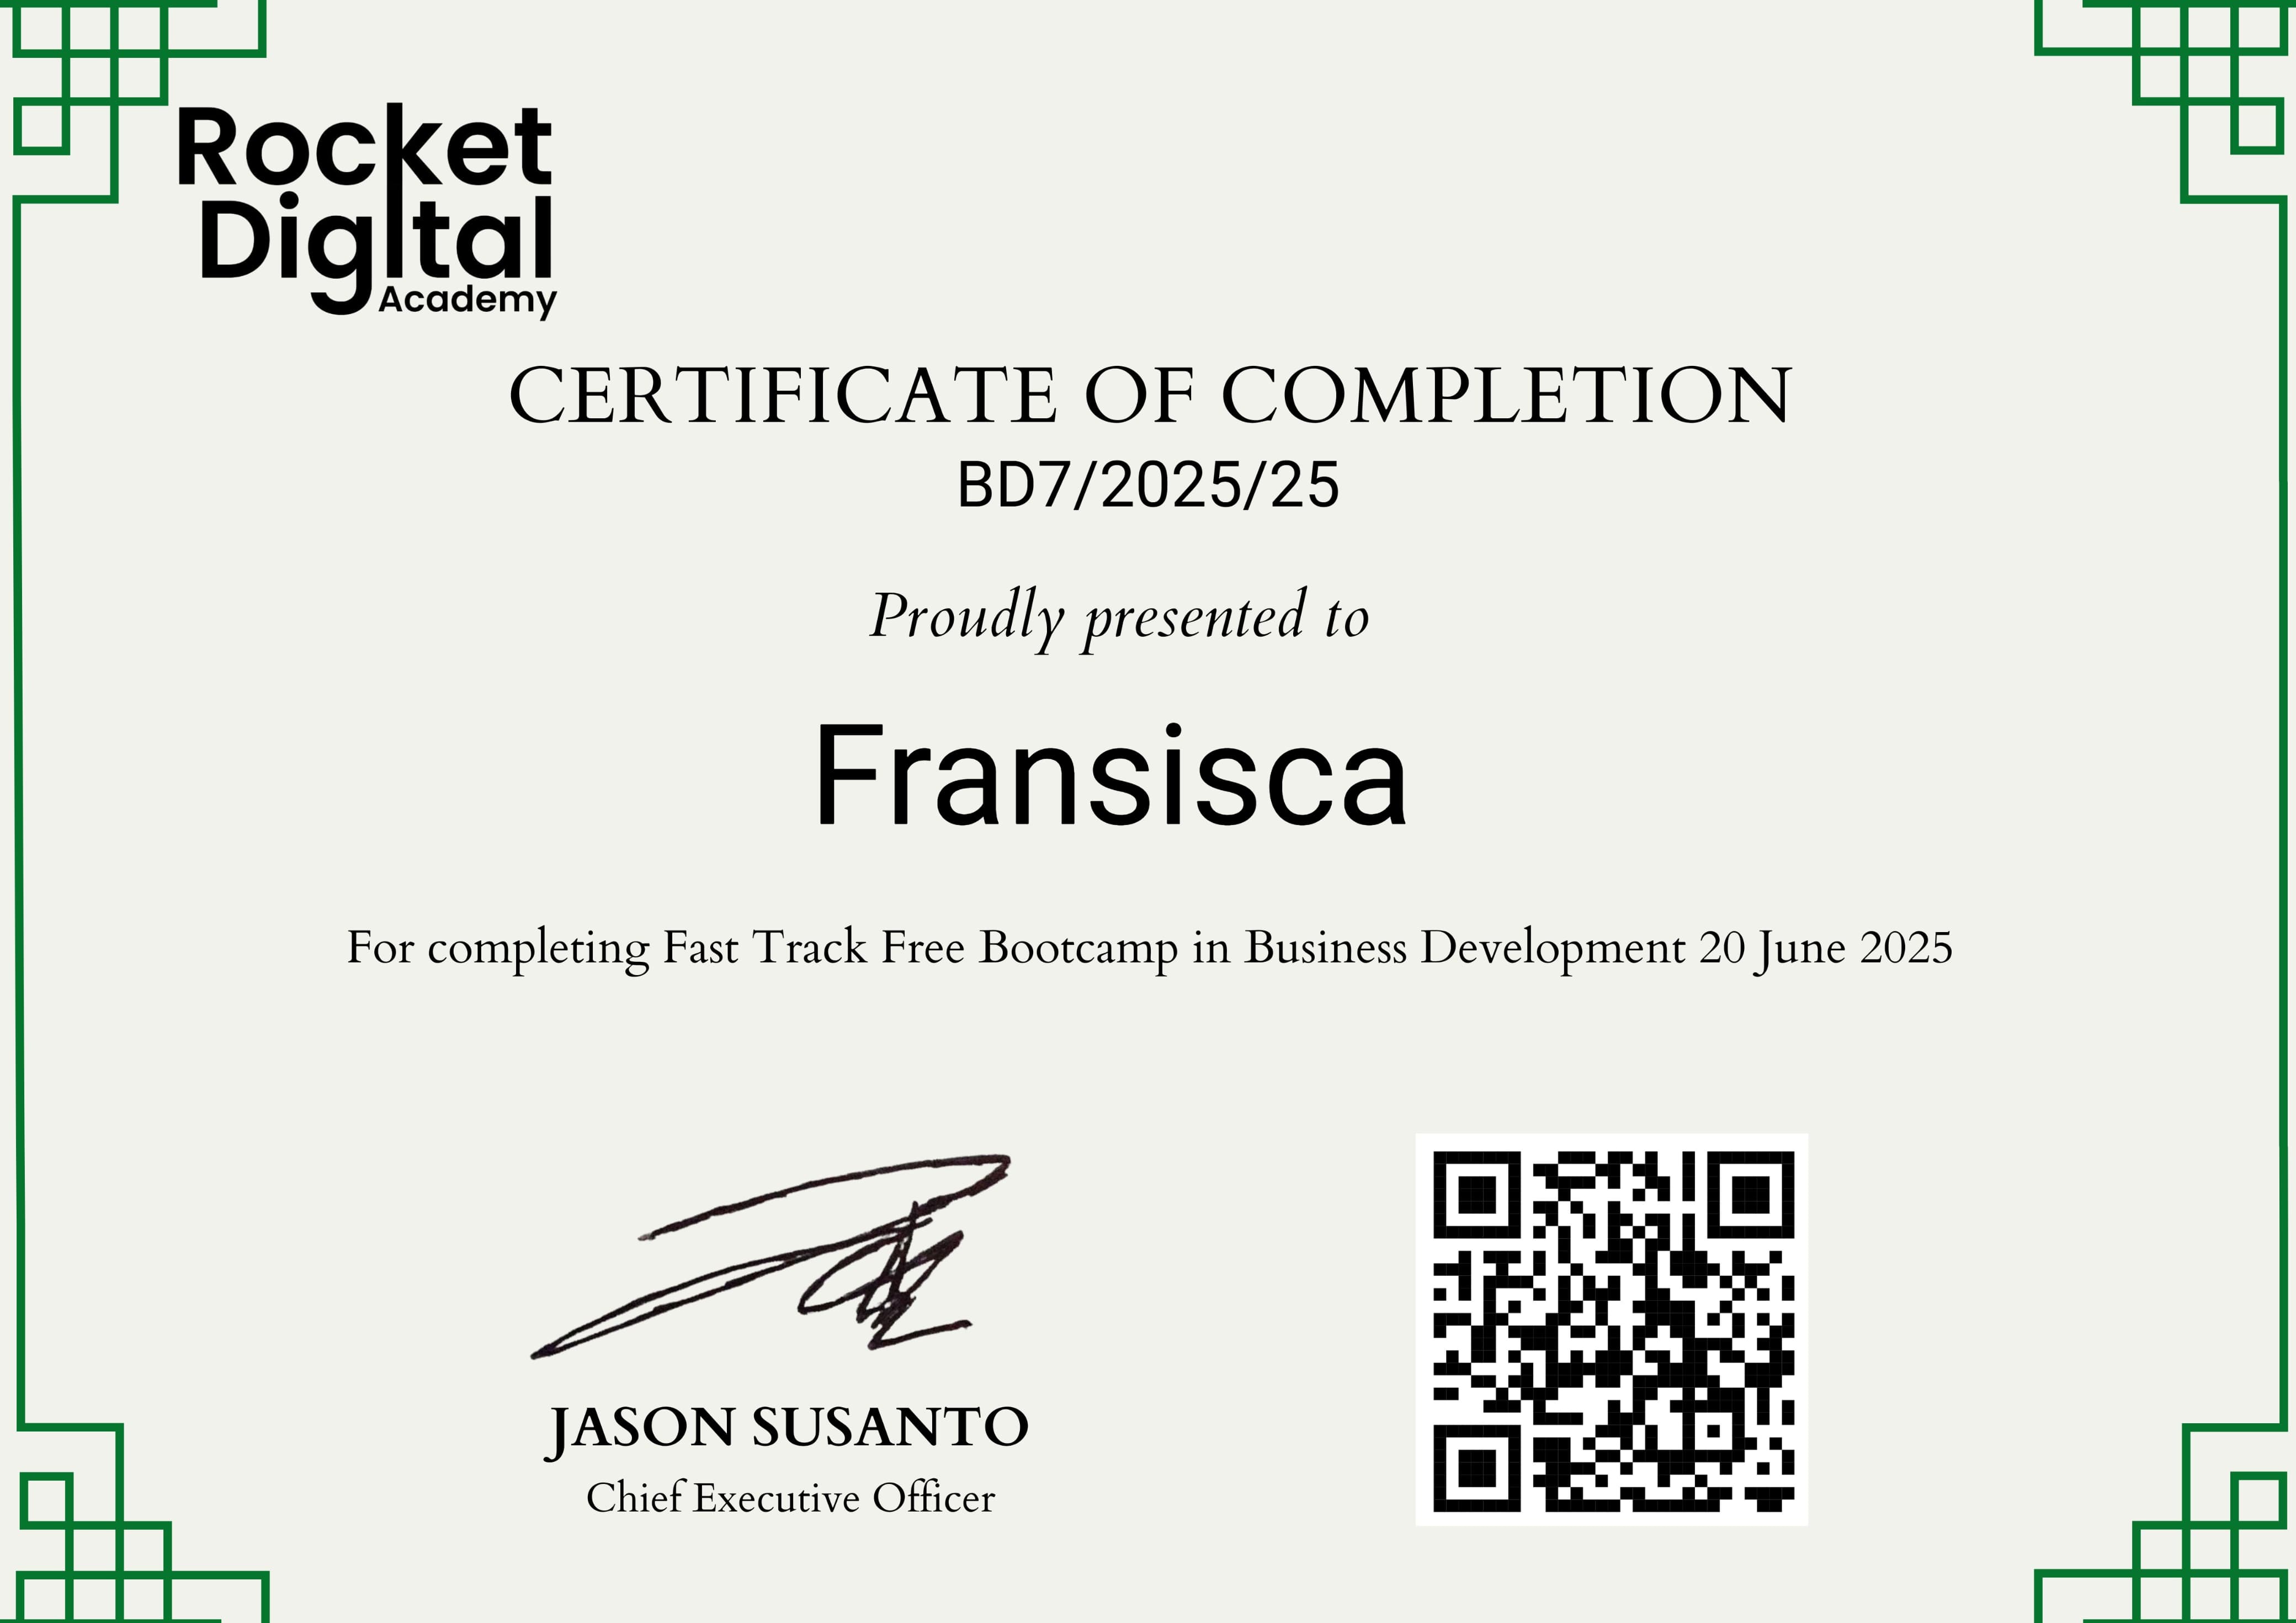 Rocket
Digital
Academy
CERTIFICATE OF COMPLETION
BD7/2025/25
Proudly presented to
Fransisca
For completing Fast Track Free Bootcamp in Business Development 20 June 2025
JASON SUSANTO
Chief Executive Officer